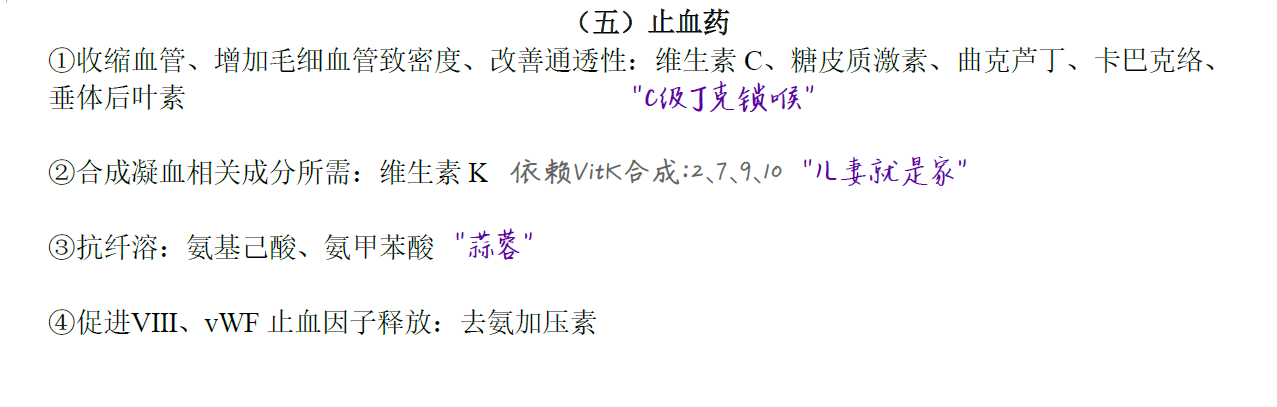 （五）止血药
①收缩血管、增加毛细血管致密度、改善通透性：维生素 C、糖皮质激素、曲克芦丁、卡巴克络、
垂体后叶素 "C级丁克锁喉"
②合成凝血相关成分所需：维生素 K 依赖VitK合成:2、7、9、10 "儿妻就是家"
③抗纤溶：氨基己酸、氨甲苯酸 "蒜蓉"
④促进VIII、vWF 止血因子释放：去氨加压素